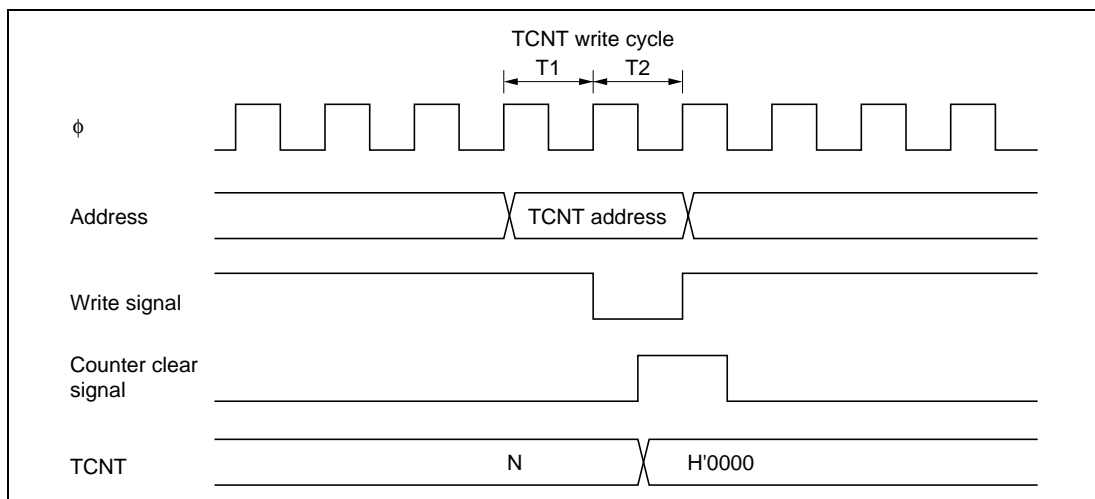 TCNT write cycle
T1 T2
ϕ
Address
TCNT address
Write signal
Counter clear
signal
TCNT
N
H'0000